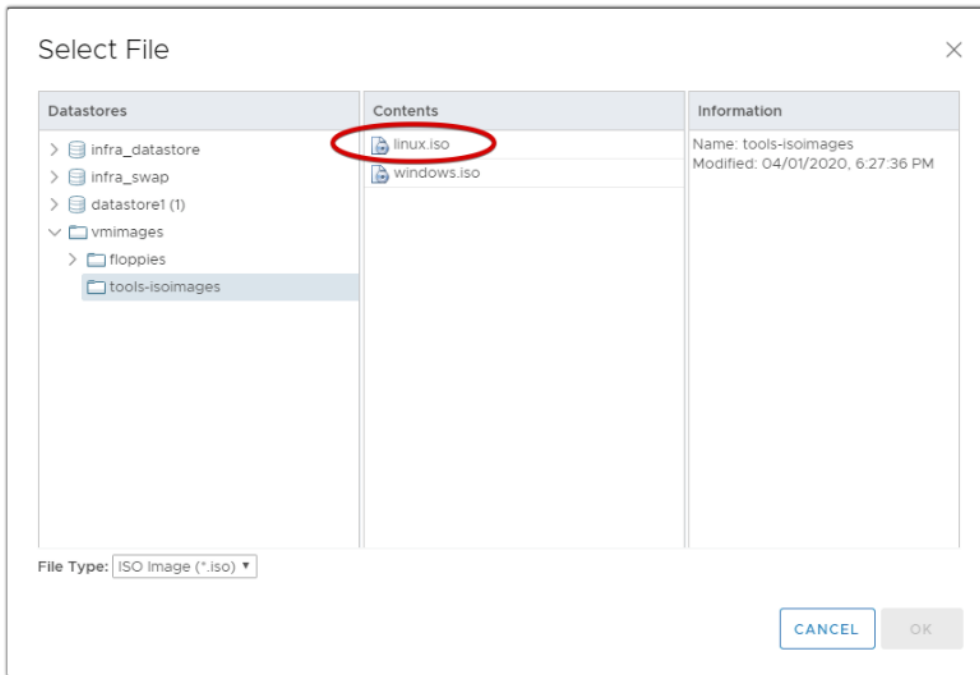 Select File
Datastores
infra_datastore
infra_swap
datastore1 (1)
vmimages
floppies
tools-isoimages
Contents
linux.iso
windows.iso
Information
Name: tools-isoimages
Modified: 04/01/2020, 6:27:36 PM
File Type: ISO Image (*.iso)
CANCEL
OK